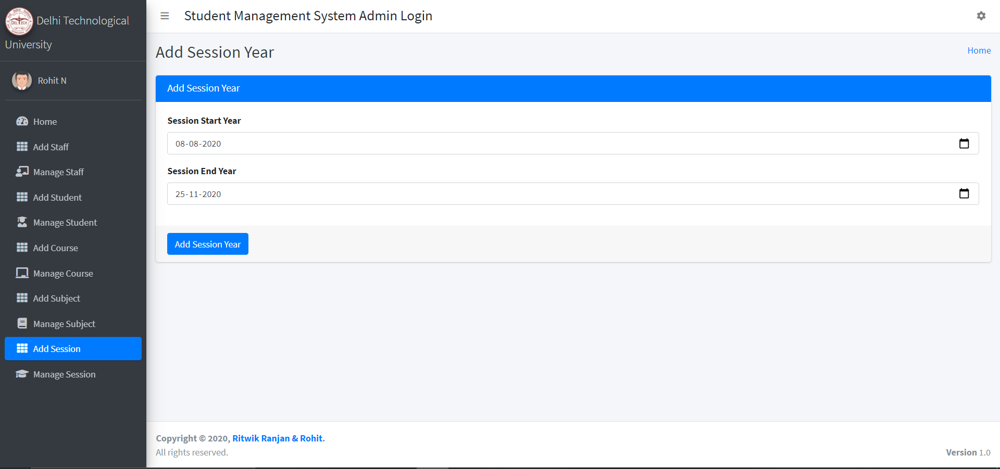 Delhi Technological
University
Rohit N
Home
Add Staff
Manage Staff
Add Student
Manage Student
Add Course
Manage Course
Add Subject
Manage Subject
Add Session
Manage Session
Student Management System Admin Login
Add Session Year
Home
Add Session Year
Session Start Year
08-08-2020
Session End Year
25-11-2020
Add Session Year
Copyright © 2020, Ritwik Ranjan & Rohit.
All rights reserved.
Version 1.0